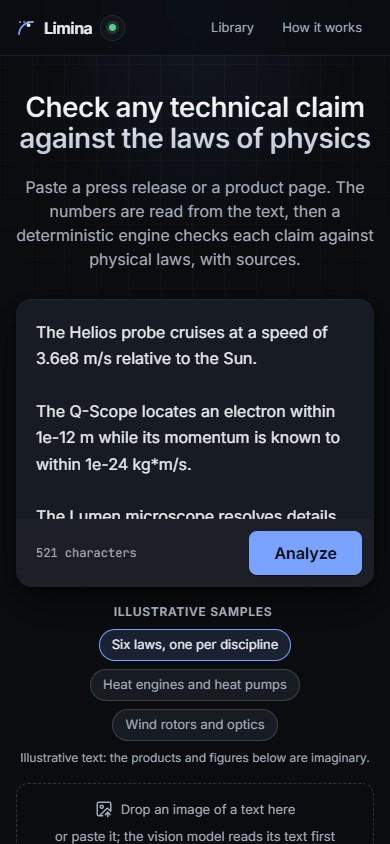 Limina
Library
How it works
Check any technical claim
against the laws of physics
Paste a press release or a product page. The
numbers are read from the text, then a
deterministic engine checks each claim against
physical laws, with sources.
The Helios probe cruises at a speed of
3.6e8 m/s relative to the Sun.
The Q-Scope locates an electron within
1e-12 m while its momentum is known to
within 1e-24 kg*m/s.
The Lumen microscope resolves details
521 characters
Analyze
ILLUSTRATIVE SAMPLES
Six laws, one per discipline
Heat engines and heat pumps
Wind rotors and optics
Illustrative text: the products and figures below are imaginary.
Drop an image of a text here
or paste it; the vision model reads its text first